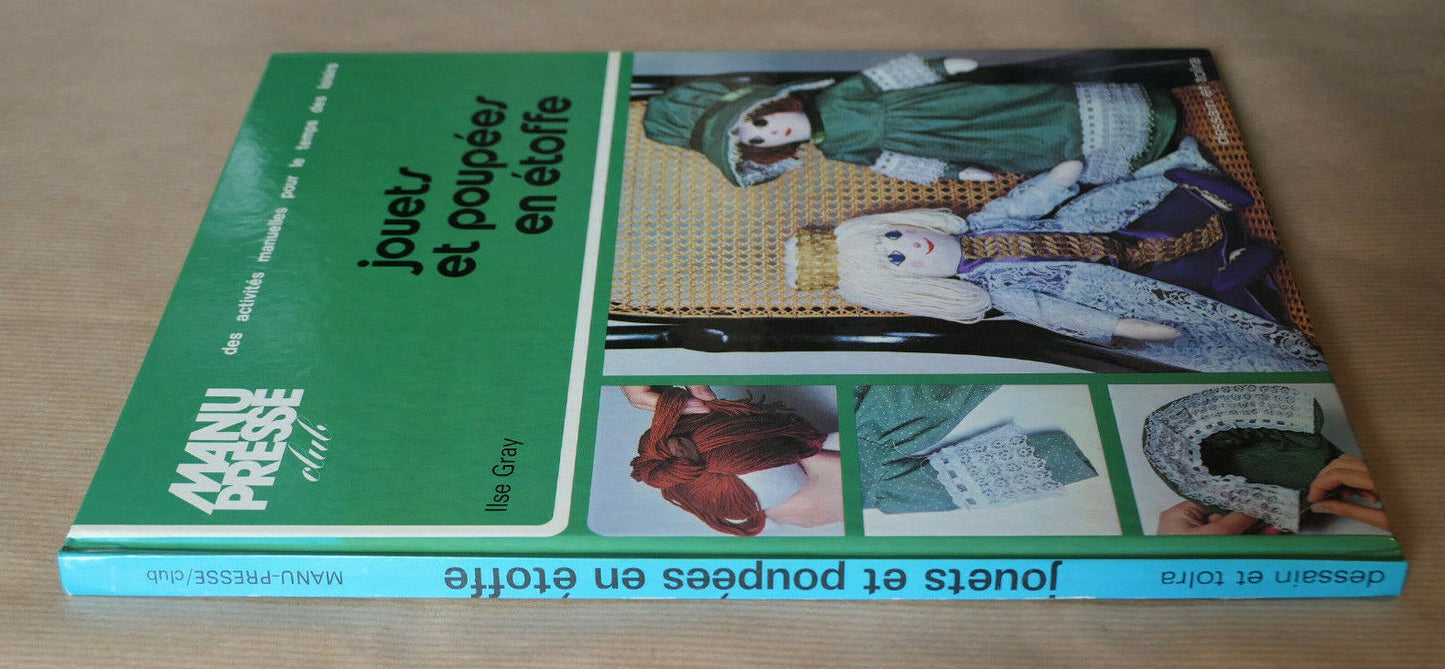 des activités manuelles pour le temps des loisirs
jouets
et poupées
en étoffe
MANU
PRESSE
club
Ilse Gray
dessain et tolra
MANU-PRESSE/club
jouets et poupées en étoffe
dessain et tolra